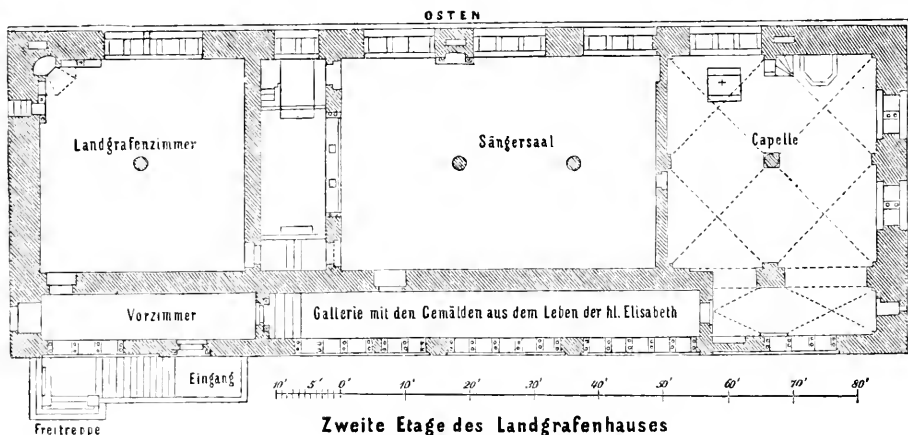 OSTEN
Landgrafenzimmer
Sängersaal
Capelle
Vorzimmer
Gallerie mit den Gemälden aus dem Leben der hl. Elisabeth
Eingang
10' 5' 0' 10' 20' 30' 40' 50' 60' 70' 80'
Freitreppe
Zweite Etage des Landgrafenhauses